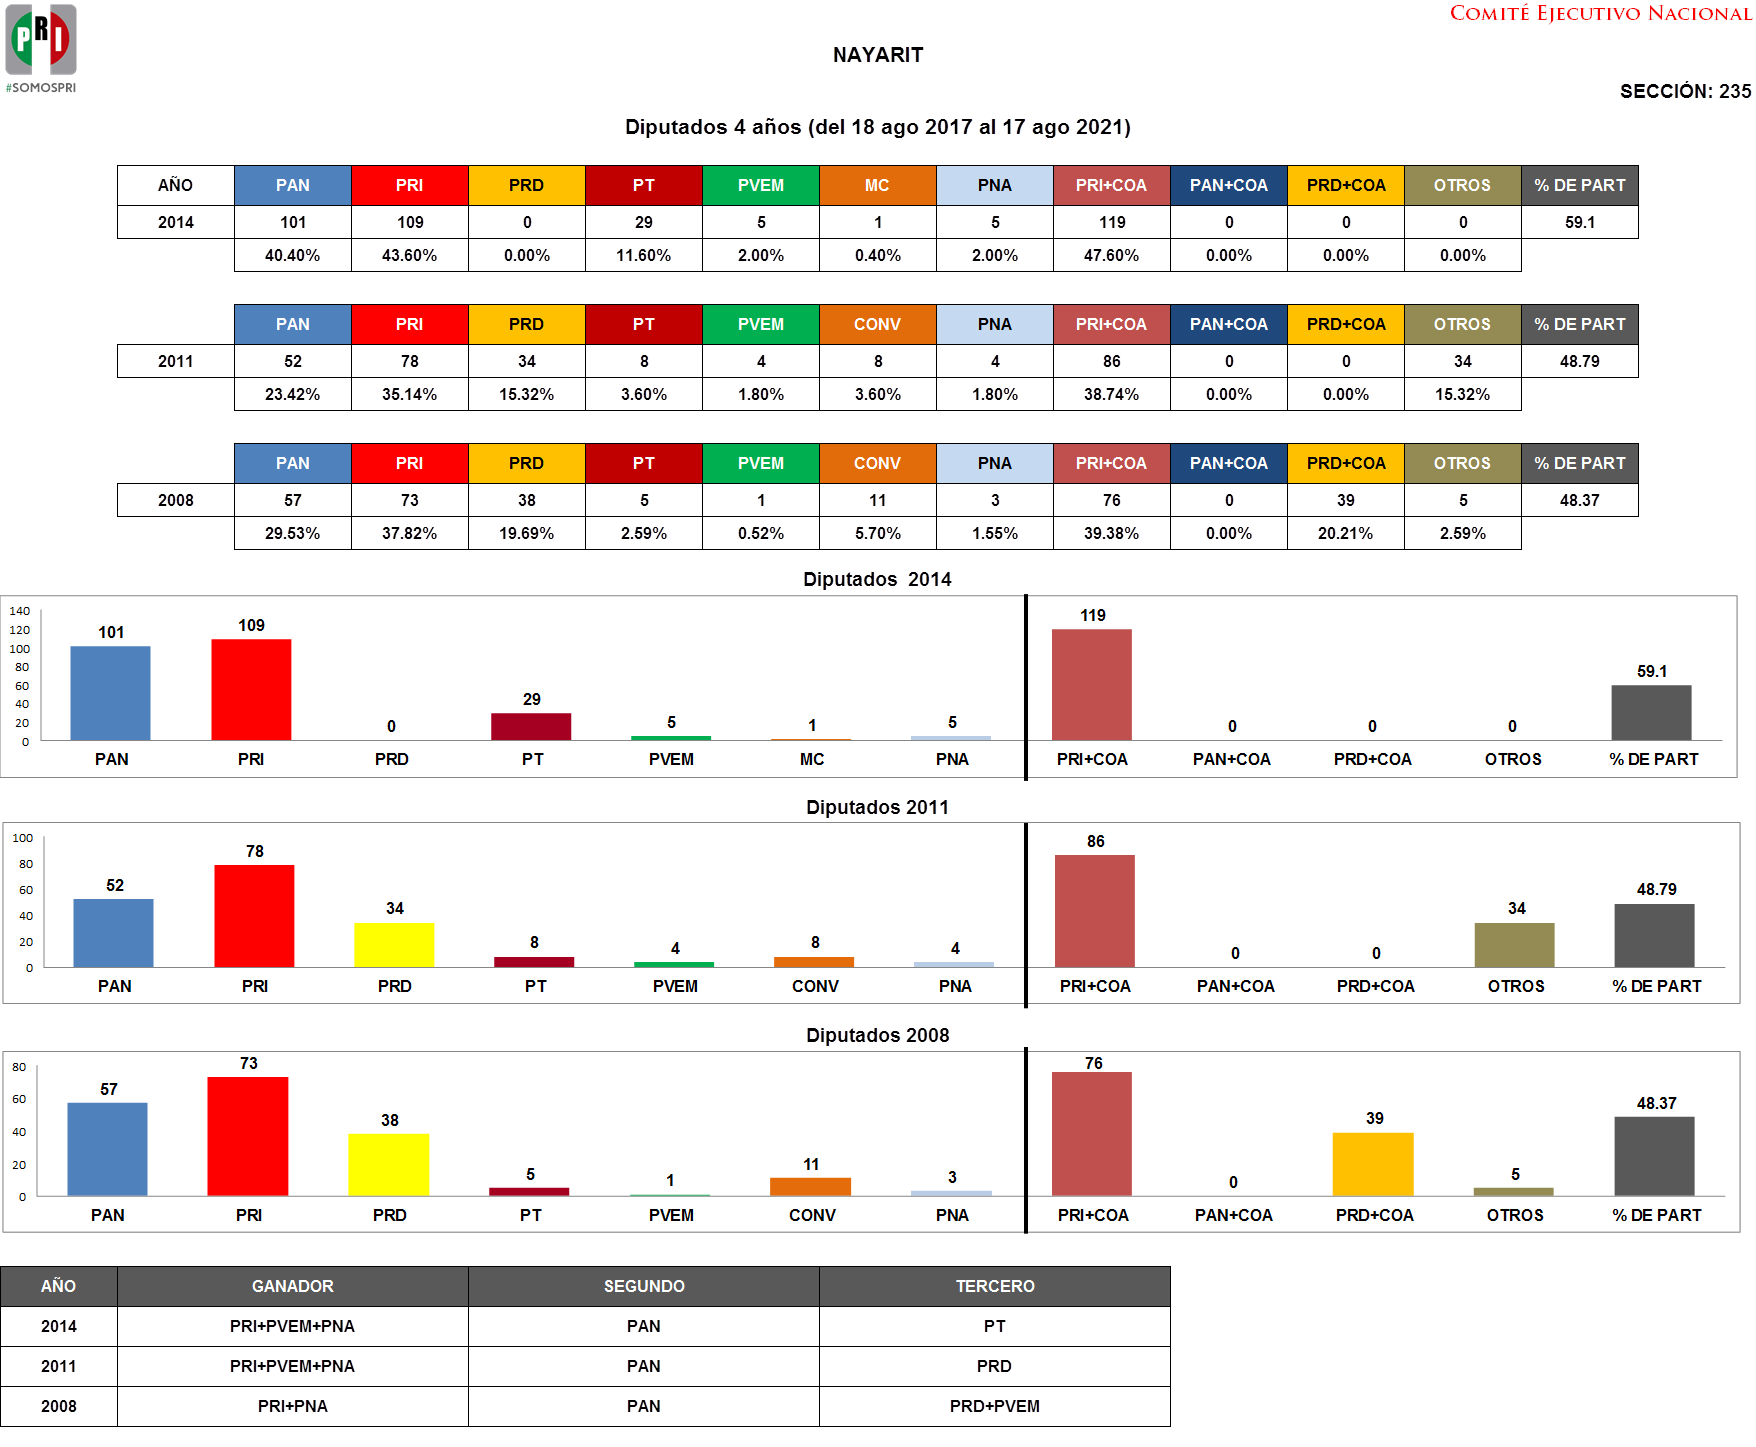 PRI
#SOMOSPRI
COMITÉ EJECUTIVO NACIONAL
NAYARIT
SECCIÓN: 235
Diputados 4 años (del 18 ago 2017 al 17 ago 2021)
AÑO PAN PRI PRD PT PVEM MC PNA PRI+COA PAN+COA PRD+COA OTROS % DE PART
2014 101 109 0 29 5 1 5 119 0 0 0 59.1
40.40% 43.60% 0.00% 11.60% 2.00% 0.40% 2.00% 47.60% 0.00% 0.00% 0.00%
PAN PRI PRD PT PVEM CONV PNA PRI+COA PAN+COA PRD+COA OTROS % DE PART
2011 52 78 34 8 4 8 4 86 0 0 34 48.79
23.42% 35.14% 15.32% 3.60% 1.80% 3.60% 1.80% 38.74% 0.00% 0.00% 15.32%
PAN PRI PRD PT PVEM CONV PNA PRI+COA PAN+COA PRD+COA OTROS % DE PART
2008 57 73 38 5 1 11 3 76 0 39 5 48.37
29.53% 37.82% 19.69% 2.59% 0.52% 5.70% 1.55% 39.38% 0.00% 20.21% 2.59%
Diputados 2014
140
120
100
80
60
40
20
0
101 109 0 29 5 1 5 119 0 0 0 59.1
PAN PRI PRD PT PVEM MC PNA PRI+COA PAN+COA PRD+COA OTROS % DE PART
Diputados 2011
100
80
60
40
20
0
52 78 34 8 4 8 4 86 0 0 34 48.79
PAN PRI PRD PT PVEM CONV PNA PRI+COA PAN+COA PRD+COA OTROS % DE PART
Diputados 2008
80
60
40
20
0
57 73 38 5 1 11 3 76 0 39 5 48.37
PAN PRI PRD PT PVEM CONV PNA PRI+COA PAN+COA PRD+COA OTROS % DE PART
AÑO GANADOR SEGUNDO TERCERO
2014 PRI+PVEM+PNA PAN PT
2011 PRI+PVEM+PNA PAN PRD
2008 PRI+PNA PAN PRD+PVEM